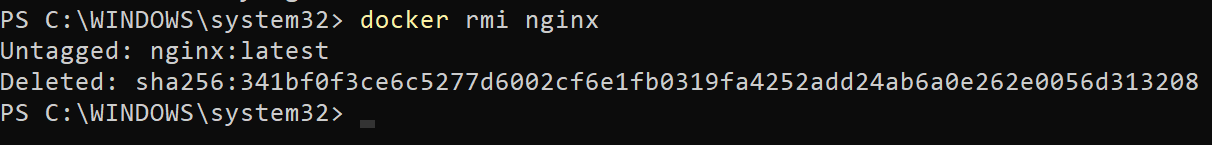 PS C:\WINDOWS\system32> docker rmi nginx
Untagged: nginx:latest
Deleted: sha256:341bf0f3ce6c5277d6002cf6e1fb0319fa4252add24ab6a0e262e0056d313208
PS C:\WINDOWS\system32>